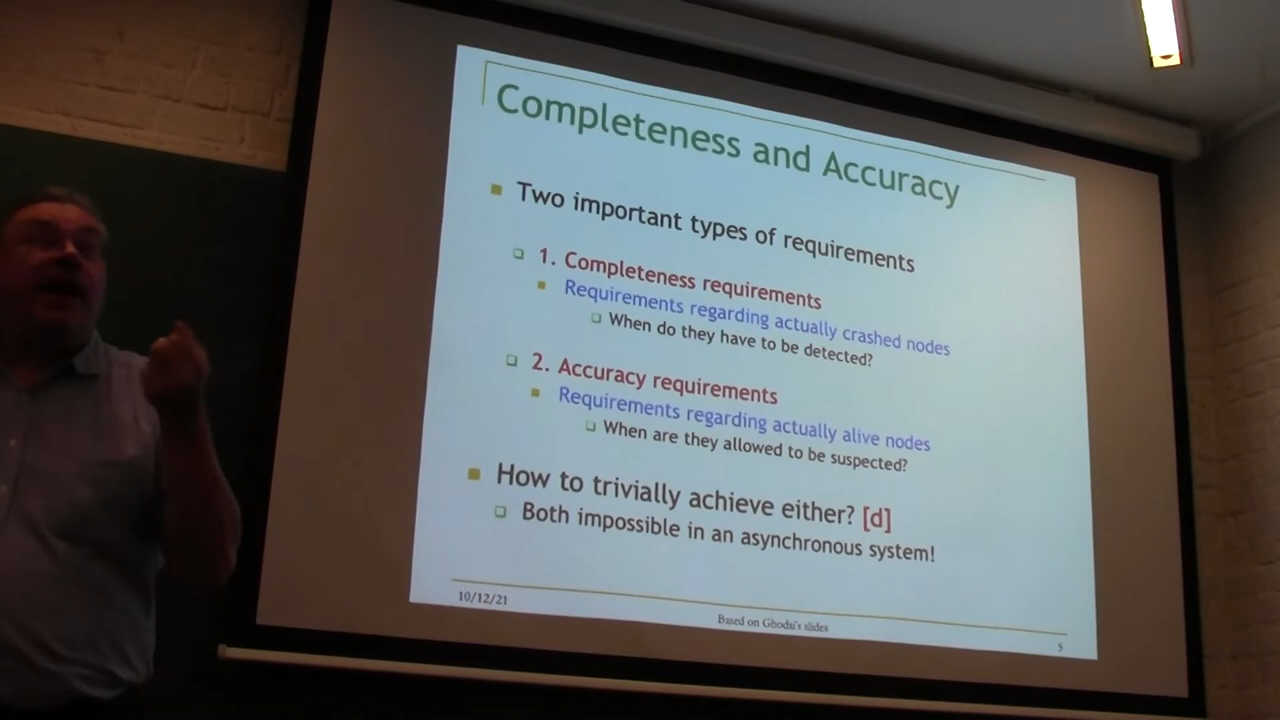 Completeness and Accuracy
Two important types of requirements
1. Completeness requirements
Requirements regarding actually crashed nodes
When do they have to be detected?
2. Accuracy requirements
Requirements regarding actually alive nodes
When are they allowed to be suspected?
How to trivially achieve either? [d]
Both impossible in an asynchronous system!
10/12/21
Based on Ghodsi's slides
5